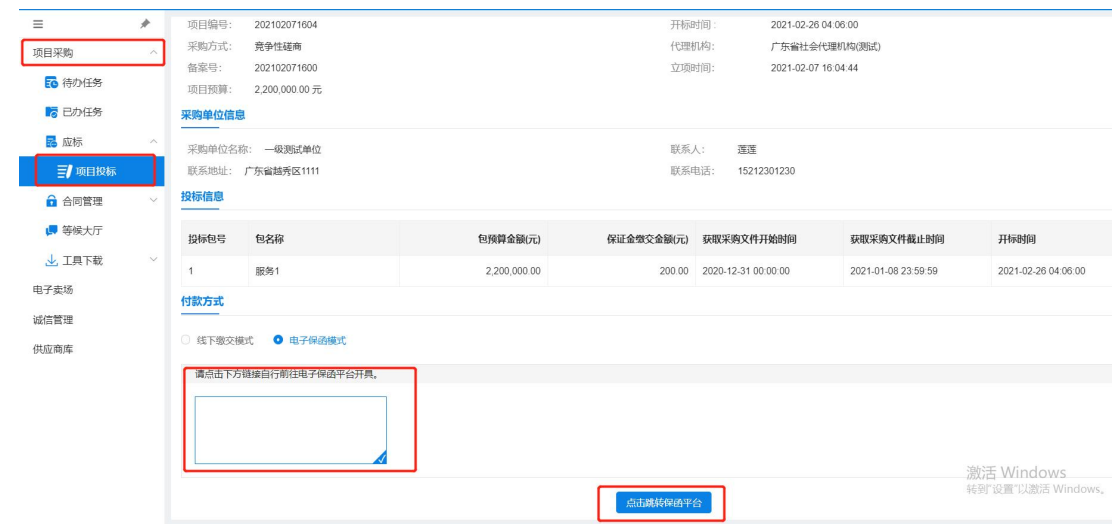 项目编号： 202102071604 开标时间： 2021-02-26 04:06:00
项目采购
采购方式： 竞争性磋商 代理机构： 广东省社会代理机构(测试)
备案号： 202102071600 立项时间： 2021-02-07 16:04:44
待办任务
项目预算： 2,200,000.00 元
已办任务
采购单位信息
应标
采购单位名称： 一级测试单位 联系人： 莲莲
项目投标
联系地址： 广东省越秀区1111 联系电话： 15212301230
合同管理
投标信息
等候大厅
投标包号 包名称 包预算金额(元) 保证金缴交金额(元) 获取采购文件开始时间 获取采购文件截止时间 开标时间
工具下载
1 服务1 2,200,000.00 200.00 2020-12-31 00:00:00 2021-01-08 23:59:59 2021-02-26 04:06:00
电子卖场
付款方式
诚信管理
线下缴交模式 电子保函模式
供应商库
请点击下方链接自行前往电子保函平台开具。
激活 Windows
转到"设置"以激活 Windows。
点击跳转保函平台